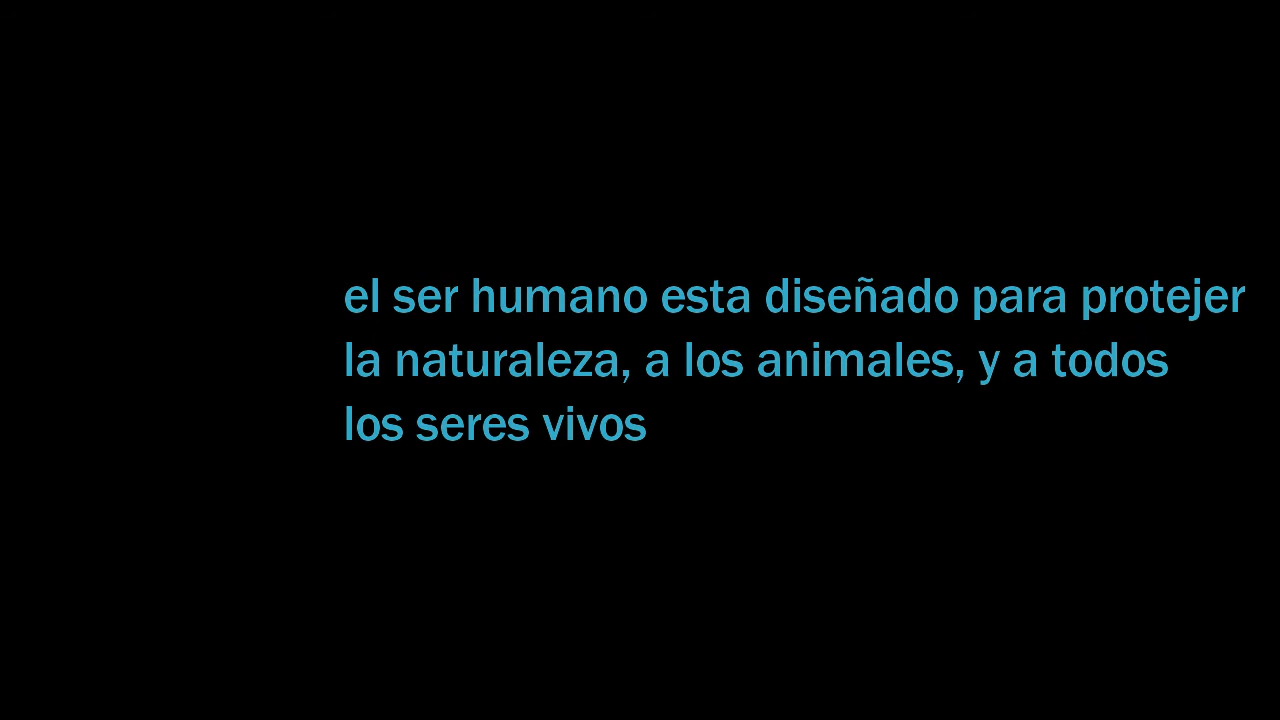 el ser humano esta diseñado para protejer
la naturaleza, a los animales, y a todos
los seres vivos